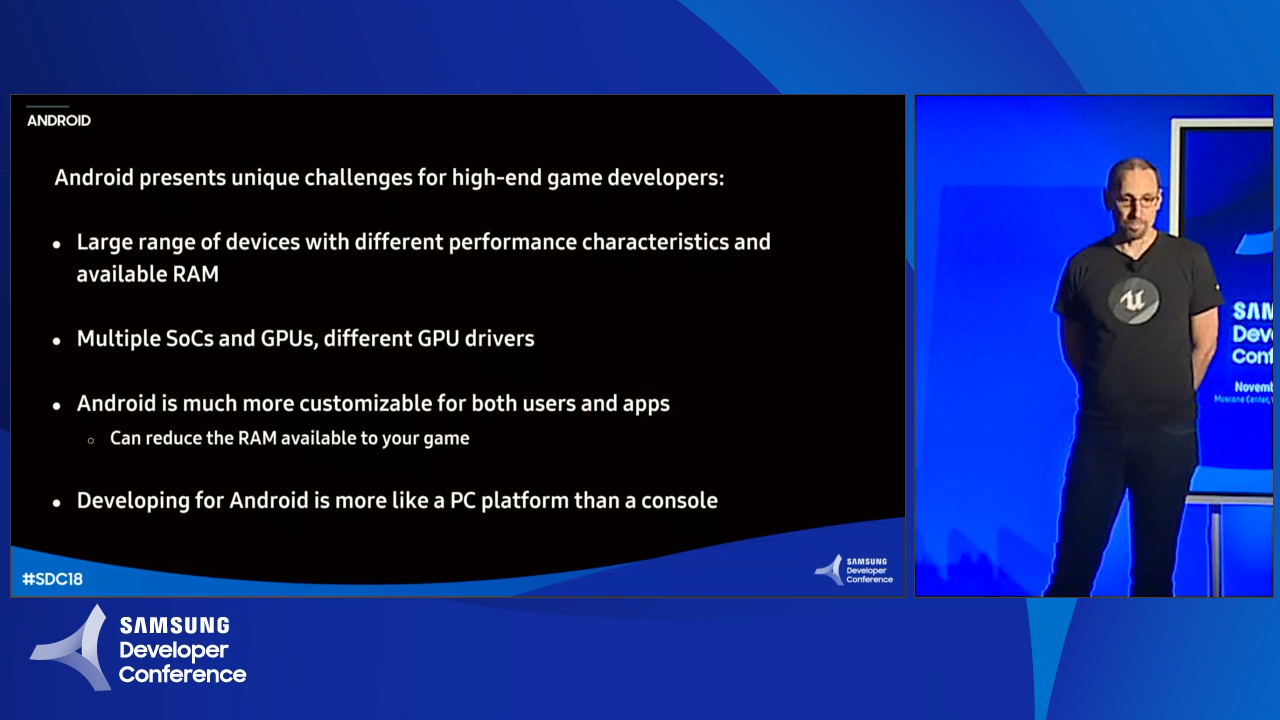 ANDROID
Android presents unique challenges for high-end game developers:
• Large range of devices with different performance characteristics and
available RAM
• Multiple SoCs and GPUs, different GPU drivers
• Android is much more customizable for both users and apps
○ Can reduce the RAM available to your game
• Developing for Android is more like a PC platform than a console
#SDC18
SAMSUNG
Developer
Conference
SAMSUNG
Developer
Conference